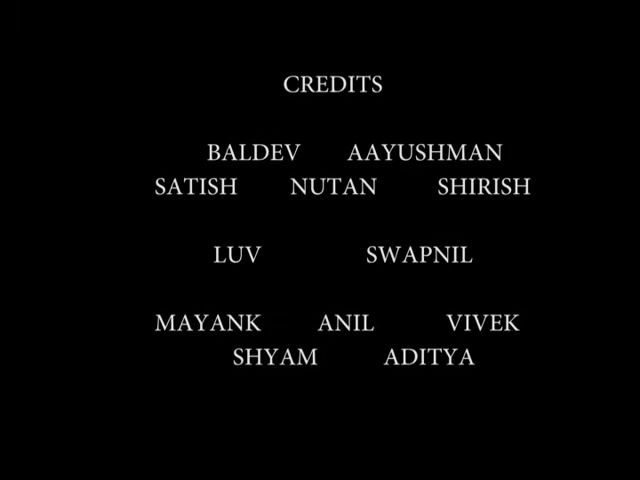 CREDITS
BALDEV AAYUSHMAN
SATISH NUTAN SHIRISH
LUV SWAPNIL
MAYANK ANIL VIVEK
SHYAM ADITYA